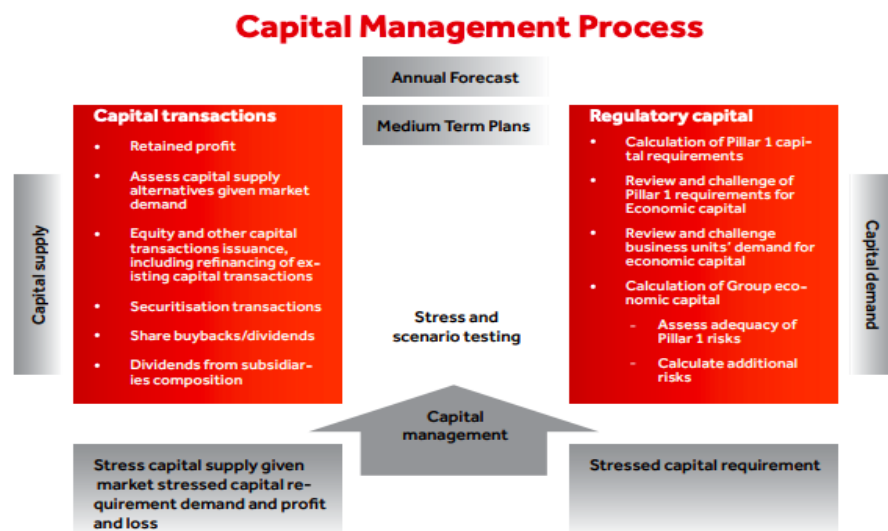 Capital Management Process
Annual Forecast
Medium Term Plans
Capital supply
Capital transactions
• Retained profit
• Assess capital supply
alternatives given market
demand
• Equity and other capital
transactions issuance,
including refinancing of ex-
isting capital transactions
• Securitisation transactions
• Share buybacks/dividends
• Dividends from subsidiar-
ies composition
Stress and
scenario testing
Capital
management
Regulatory capital
• Calculation of Pillar 1 capi-
tal requirements
• Review and challenge of
Pillar 1 requirements for
Economic capital
• Review and challenge
business units' demand for
economic capital
• Calculation of Group eco-
nomic capital
- Assess adequacy of
Pillar 1 risks
- Calculate additional
risks
Capital demand
Stress capital supply given
market stressed capital re-
quirement demand and profit
and loss
Stressed capital requirement